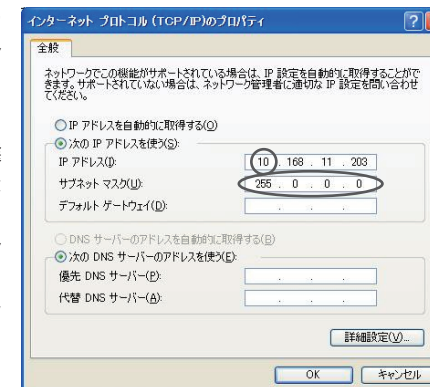 インターネット プロトコル (TCP/IP)のプロパティ
全般
ネットワークでこの機能がサポートされている場合は、IP 設定を自動的に取得することがで
きます。サポートされていない場合は、ネットワーク管理者に適切な IP 設定を問い合わせ
てください。
IP アドレスを自動的に取得する(O)
次の IP アドレスを使う(S):
IP アドレス(I): 10 . 168 . 11 . 203
サブネット マスク(U): 255 . 0 . 0 . 0
デフォルト ゲートウェイ(D): . . .
DNS サーバーのアドレスを自動的に取得する(B)
次の DNS サーバーのアドレスを使う(E):
優先 DNS サーバー(P): . . .
代替 DNS サーバー(A): . . .
詳細設定(V)...
OK キャンセル